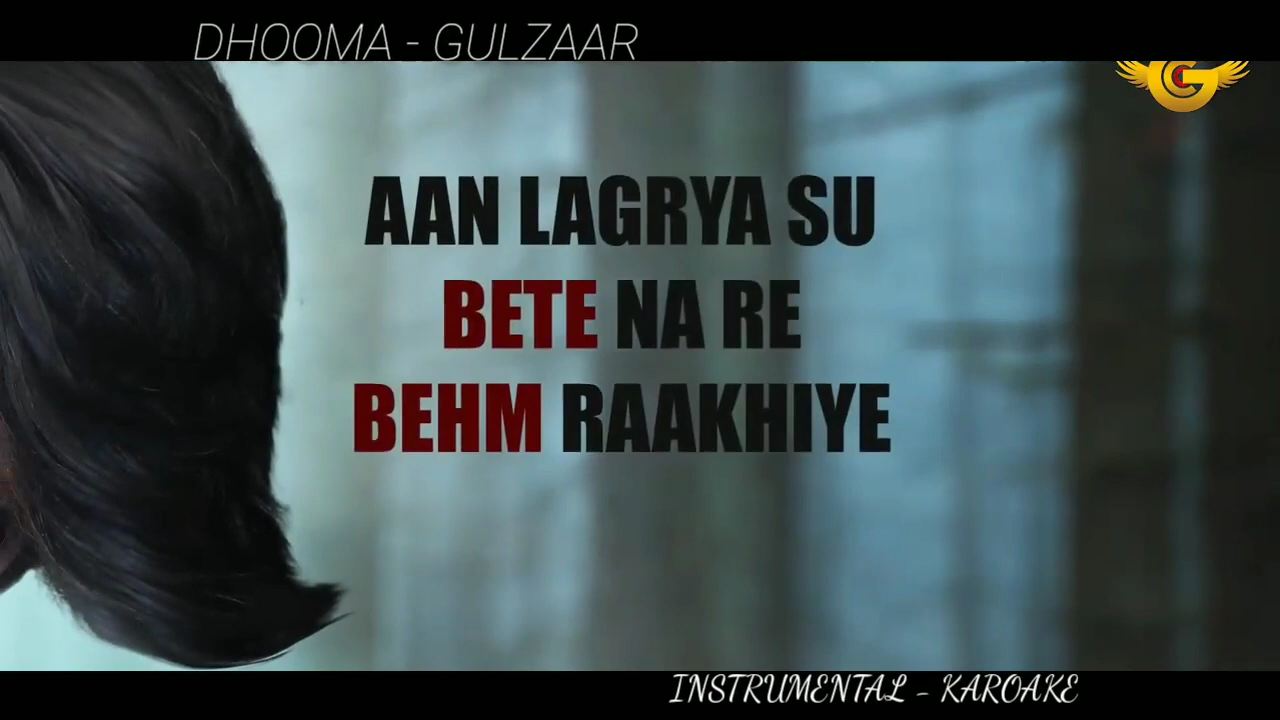 DHOOMA - GULZAAR
AAN LAGRYA SU
BETE NA RE
BEHM RAAKHIYE
INSTRUMENTAL - KAROAKE